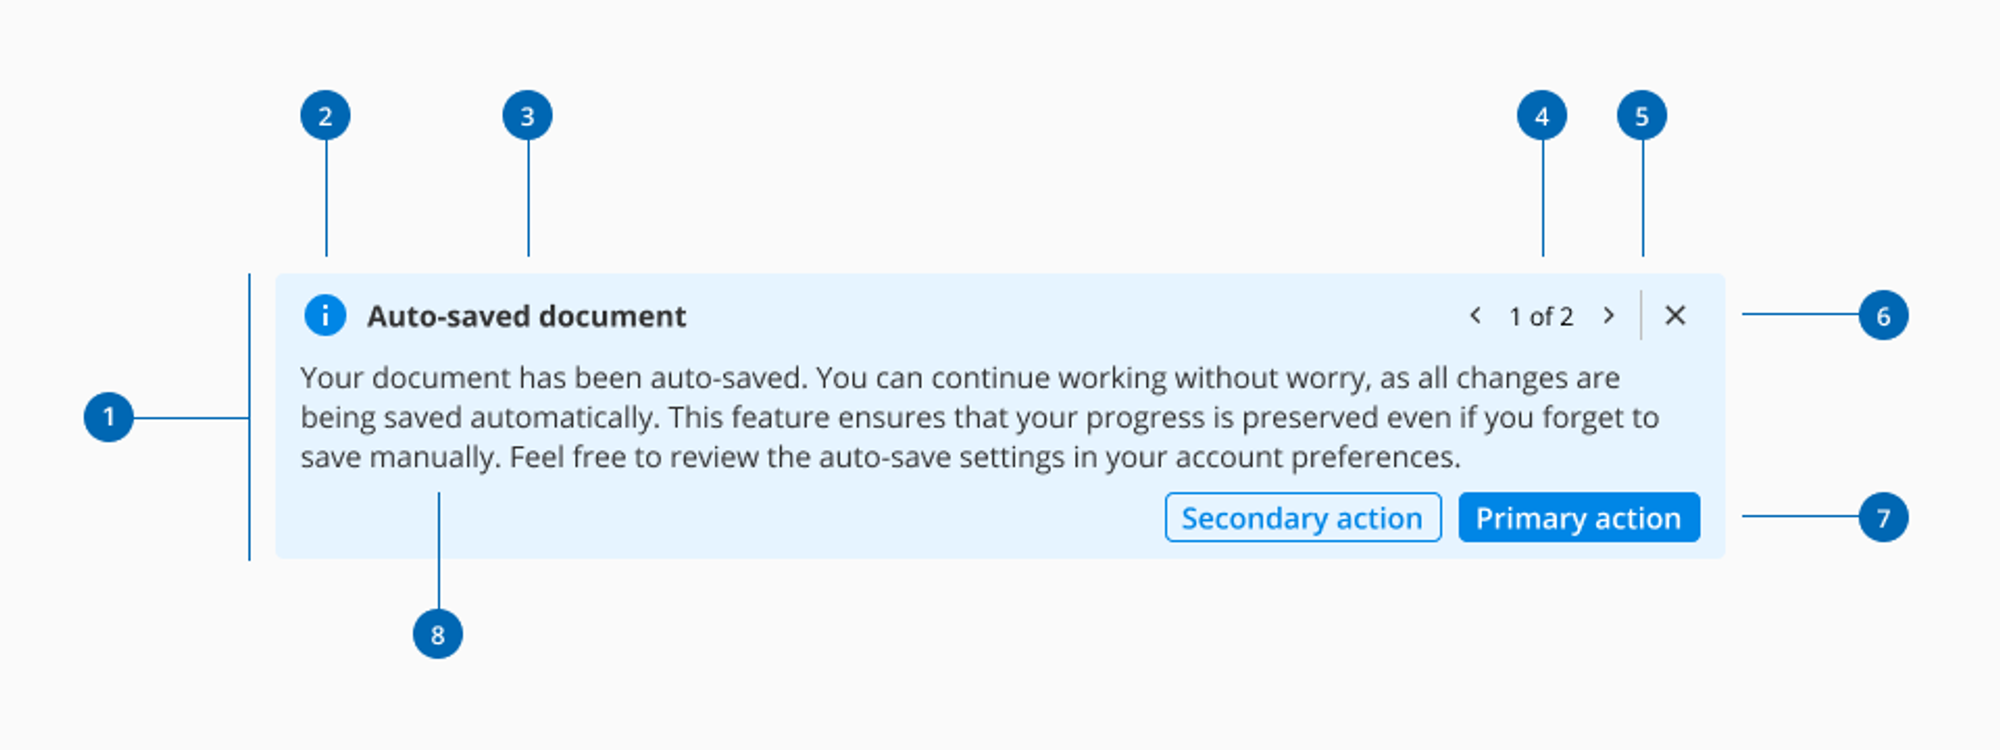 2 3 4 5
i Auto-saved document 1 of 2 6
Your document has been auto-saved. You can continue working without worry, as all changes are
1 being saved automatically. This feature ensures that your progress is preserved even if you forget to
save manually. Feel free to review the auto-save settings in your account preferences.
Secondary action Primary action 7
8